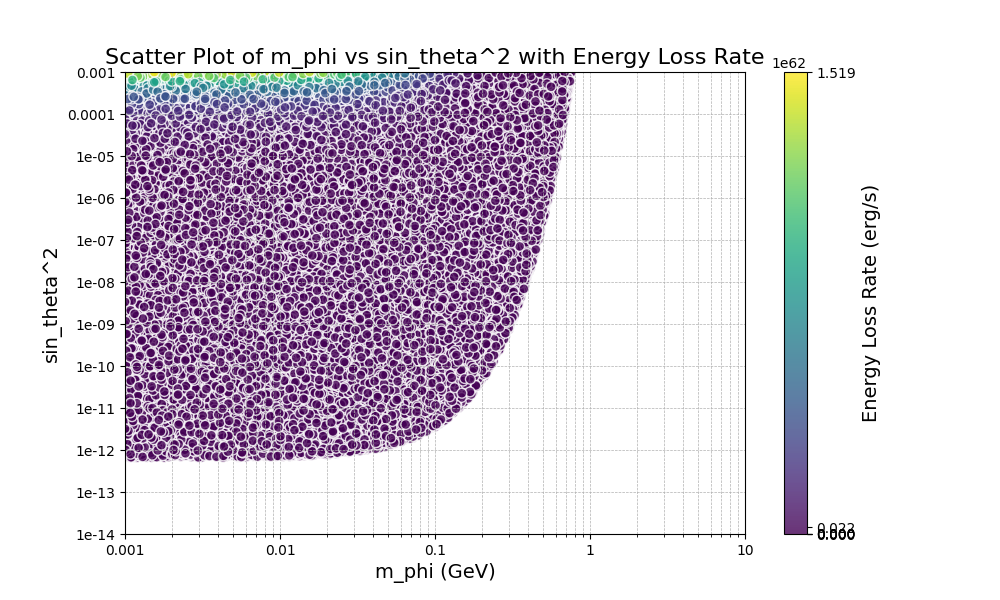 Scatter Plot of m_phi vs sin_theta^2 with Energy Loss Rate
1e62
0.001
0.0001
1e-05
1e-06
1e-07
1e-08
1e-09
1e-10
1e-11
1e-12
1e-13
1e-14
sin_theta^2
0.001
0.01
0.1
1
10
m_phi (GeV)
1.519
0.022
0.000
Energy Loss Rate (erg/s)